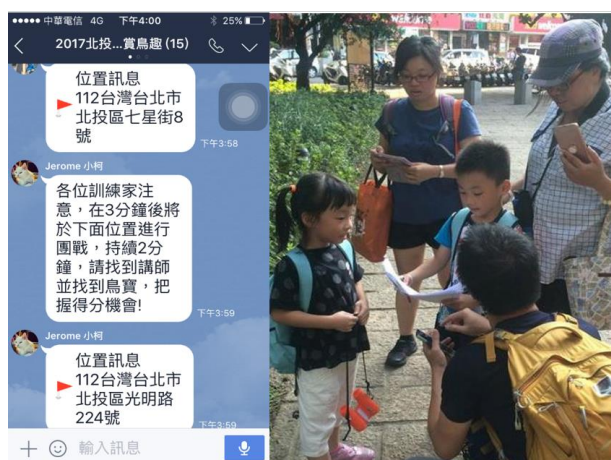 中華電信 4G 下午4:00 25%
2017北投...賞鳥趣 (15)
位置訊息
112台灣台北市
北投區七星街8
號
下午3:58
Jerome 小柯
各位訓練家注
意，在3分鐘後將
於下面位置進行
團戰，持續2分
鐘，請找到講師
並找到鳥寶，把
握得分機會!
下午3:59
Jerome 小柯
位置訊息
112台灣台北市
北投區光明路
224號
下午3:59
輸入訊息